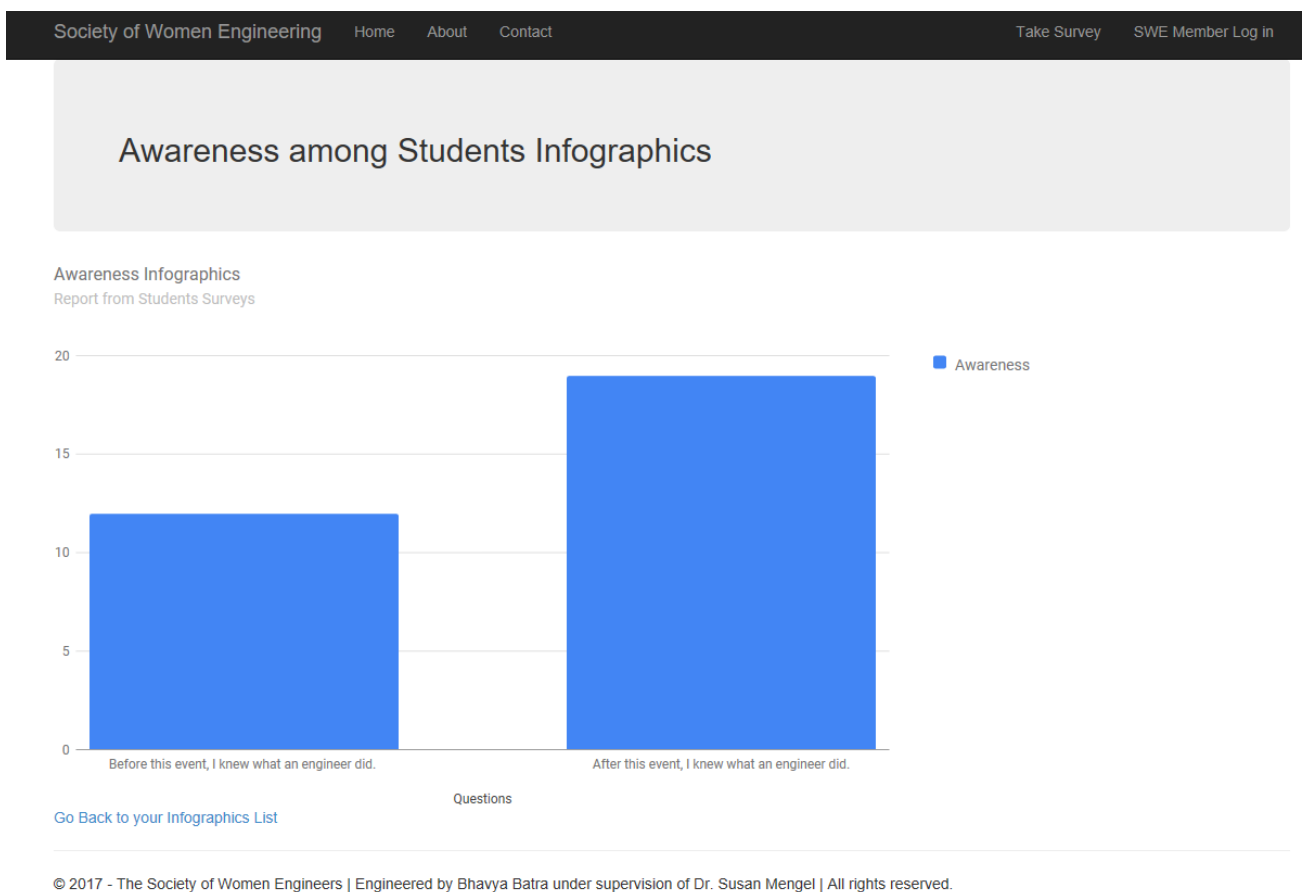 Society of Women Engineering Home About Contact Take Survey SWE Member Log in
Awareness among Students Infographics
Awareness Infographics
Report from Students Surveys
20
Awareness
15
10
5
0
Before this event, I knew what an engineer did. After this event, I knew what an engineer did.
Questions
Go Back to your Infographics List
© 2017 - The Society of Women Engineers | Engineered by Bhavya Batra under supervision of Dr. Susan Mengel | All rights reserved.